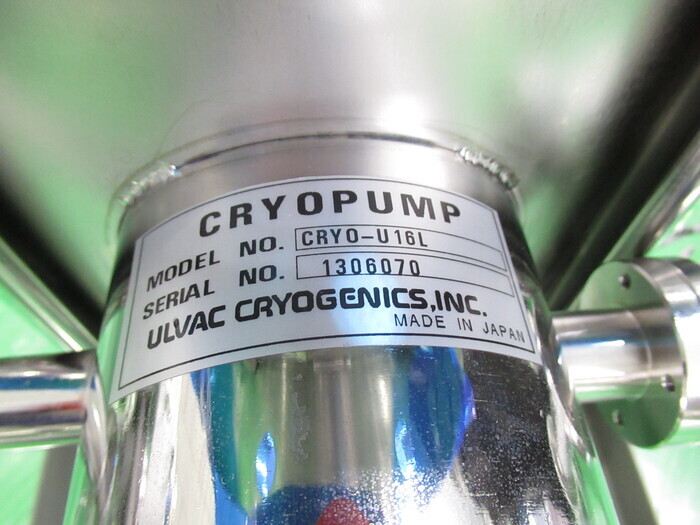 CRYOPUMP
MODEL NO. CRYO-U16L
SERIAL NO. 1306070
ULVAC CRYOGENICS,INC.
MADE IN JAPAN